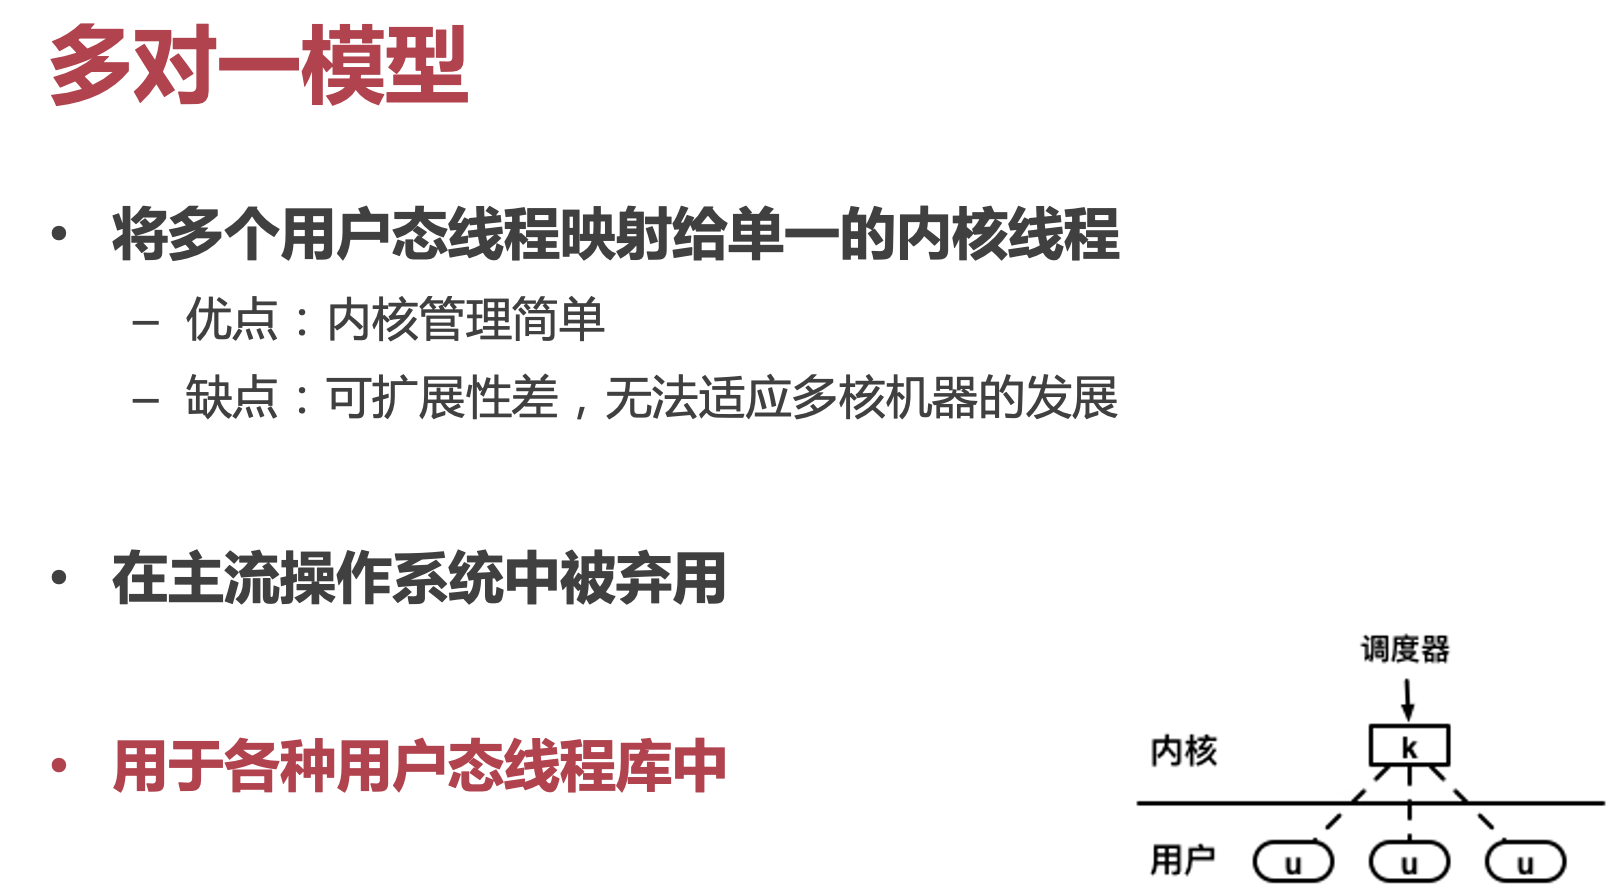 多对一模型
• 将多个用户态线程映射给单一的内核线程
– 优点：内核管理简单
– 缺点：可扩展性差，无法适应多核机器的发展
• 在主流操作系统中被弃用
• 用于各种用户态线程库中
调度器
内核 k
用户 u u u